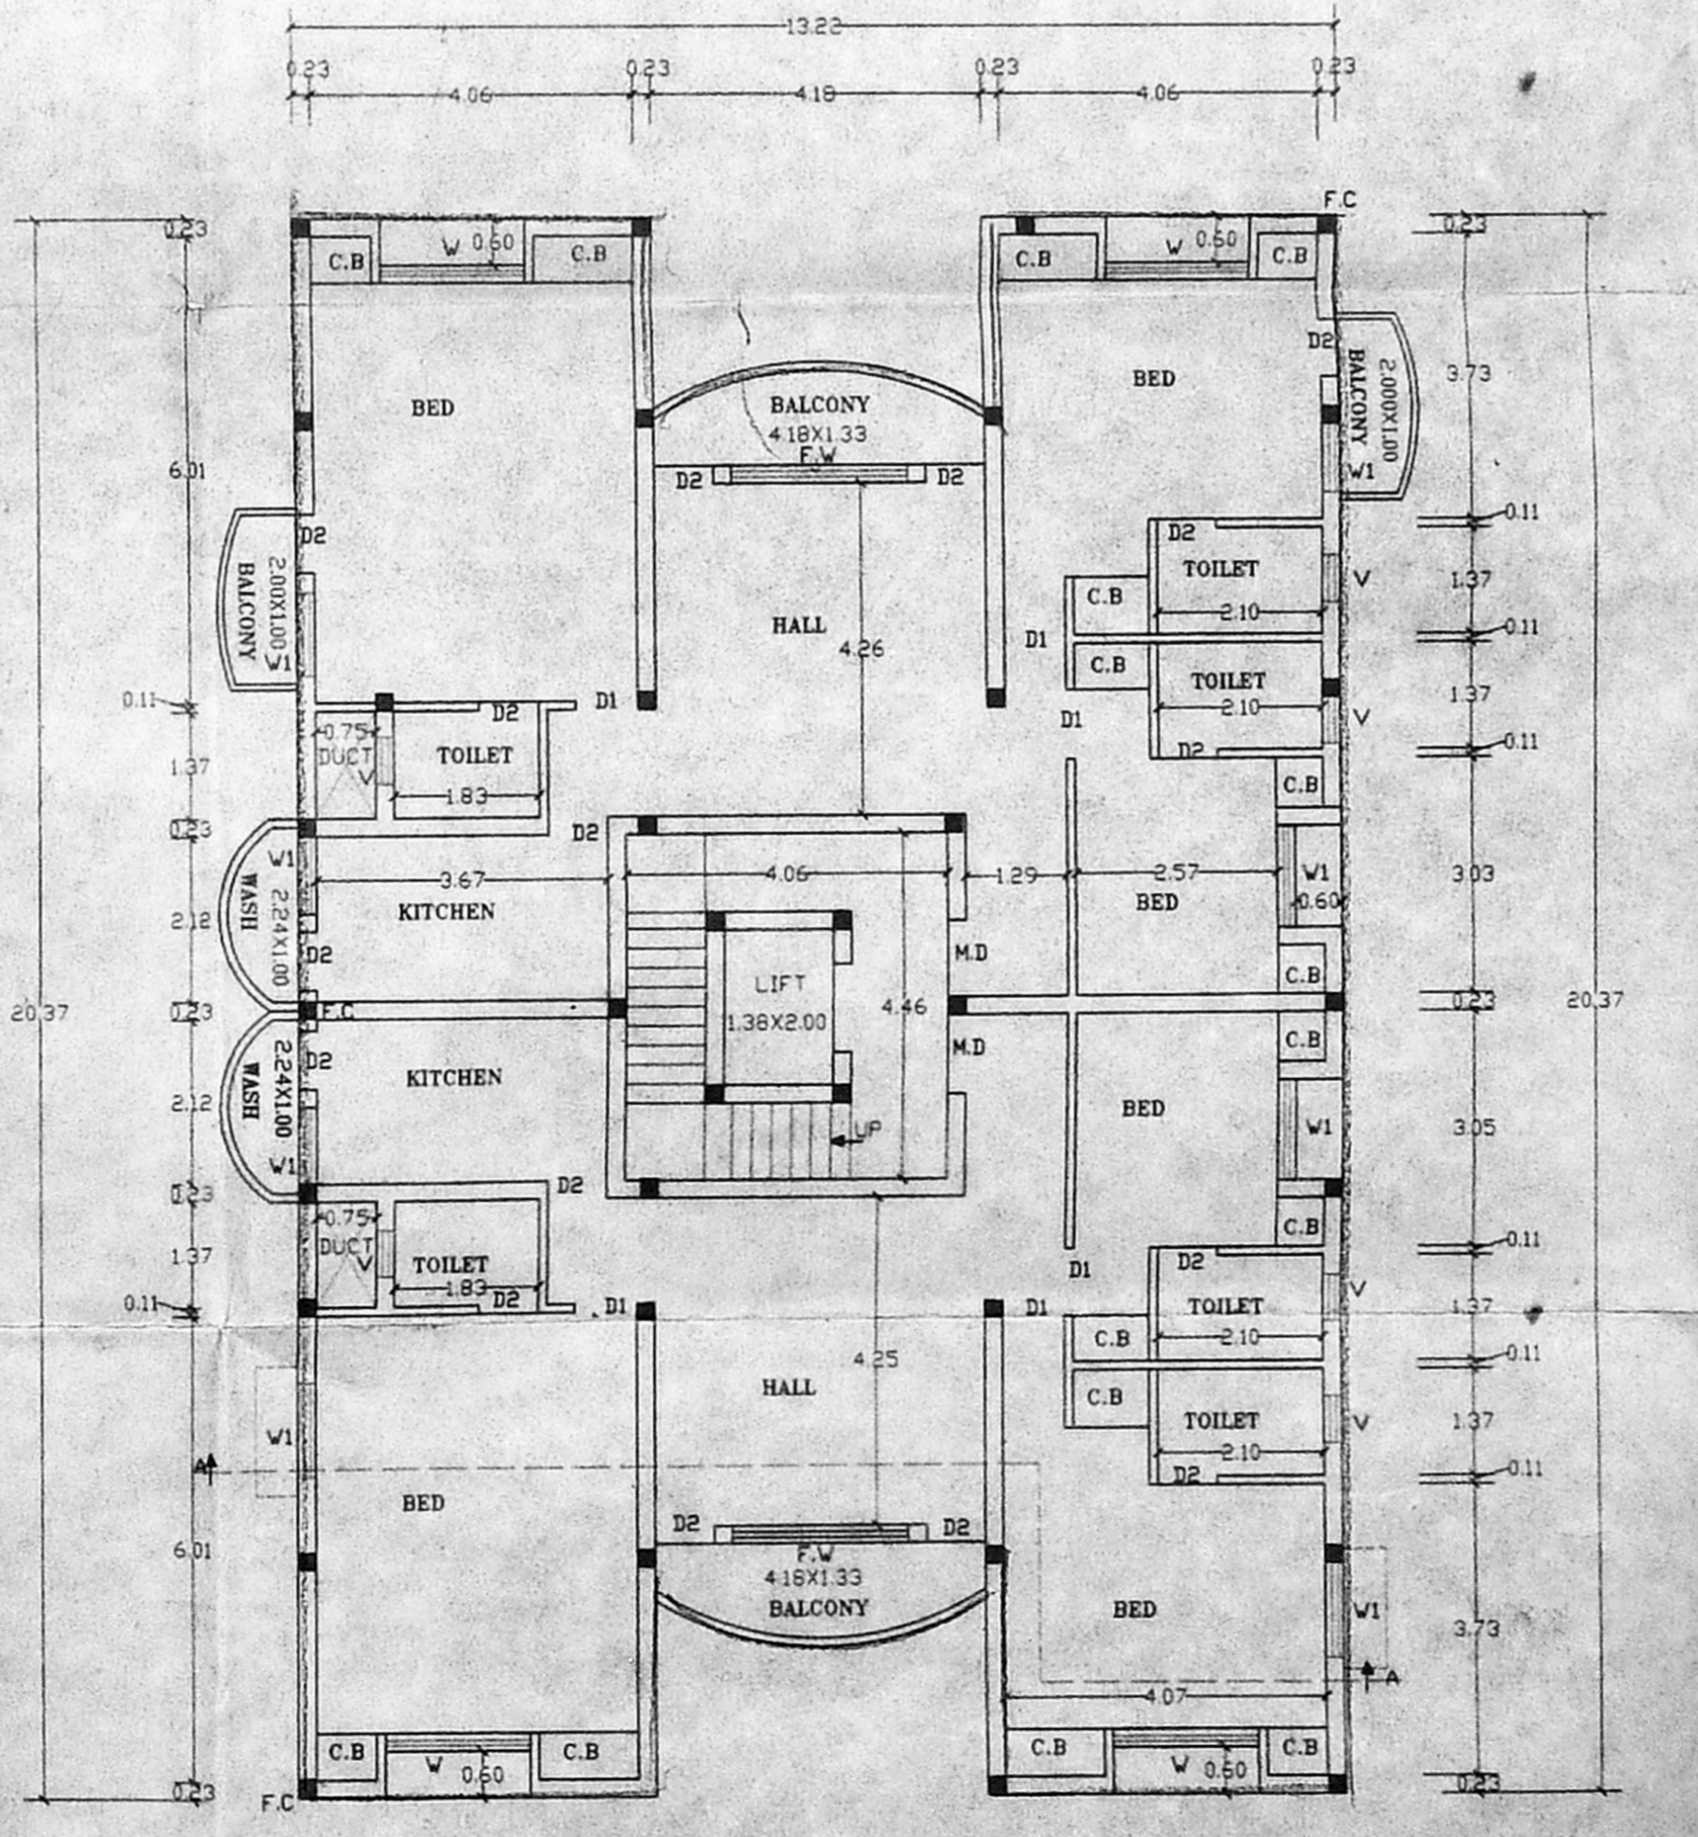 13.22
0.23 0.23 0.23 0.23
4.06 4.18 4.06
F.C
0.23 0.23
C.B W 0.60 C.B C.B W 0.60 C.B
D2
BED BED 3.73
BALCONY
2.000X1.00
BALCONY
4.18X1.33
F.W
W1
6.01
D2 D2
0.11
D2 D2
TOILET V 1.37
BALCONY
2.00X1.00
W1
C.B
2.10
HALL 4.26 D1 0.11
C.B
TOILET 1.37
0.11 D1 D2 2.10 V
D1
0.75
DUCT
V
TOILET
D2 0.11
1.37 1.83 C.B
0.23 D2
W1
WASH
2.24X1.00
3.67 4.06 1.29 2.57 W1 3.03
0.60
BED
2.12 KITCHEN
D2 M.D
C.B
LIFT
20.37 0.23 F.C 4.46 0.23 20.37
1.38X2.00
C.B
D2 M.D
WASH
2.24X1.00
KITCHEN
2.12 BED W1 3.05
UP
W1
0.23 D2
0.75 C.B
DUCT
V
1.37 TOILET D2 0.11
1.83 D1
D2 V
0.11 D1 D1 TOILET 1.37
C.B 2.10
4.25 0.11
HALL C.B
TOILET V 1.37
W1 2.10
A D2 0.11
BED
D2 D2
F.W
6.01 4.18X1.33
BALCONY BED W1 3.73
A
4.07
C.B C.B C.B C.B
W 0.60 W 0.60
0.23 0.23
F.C